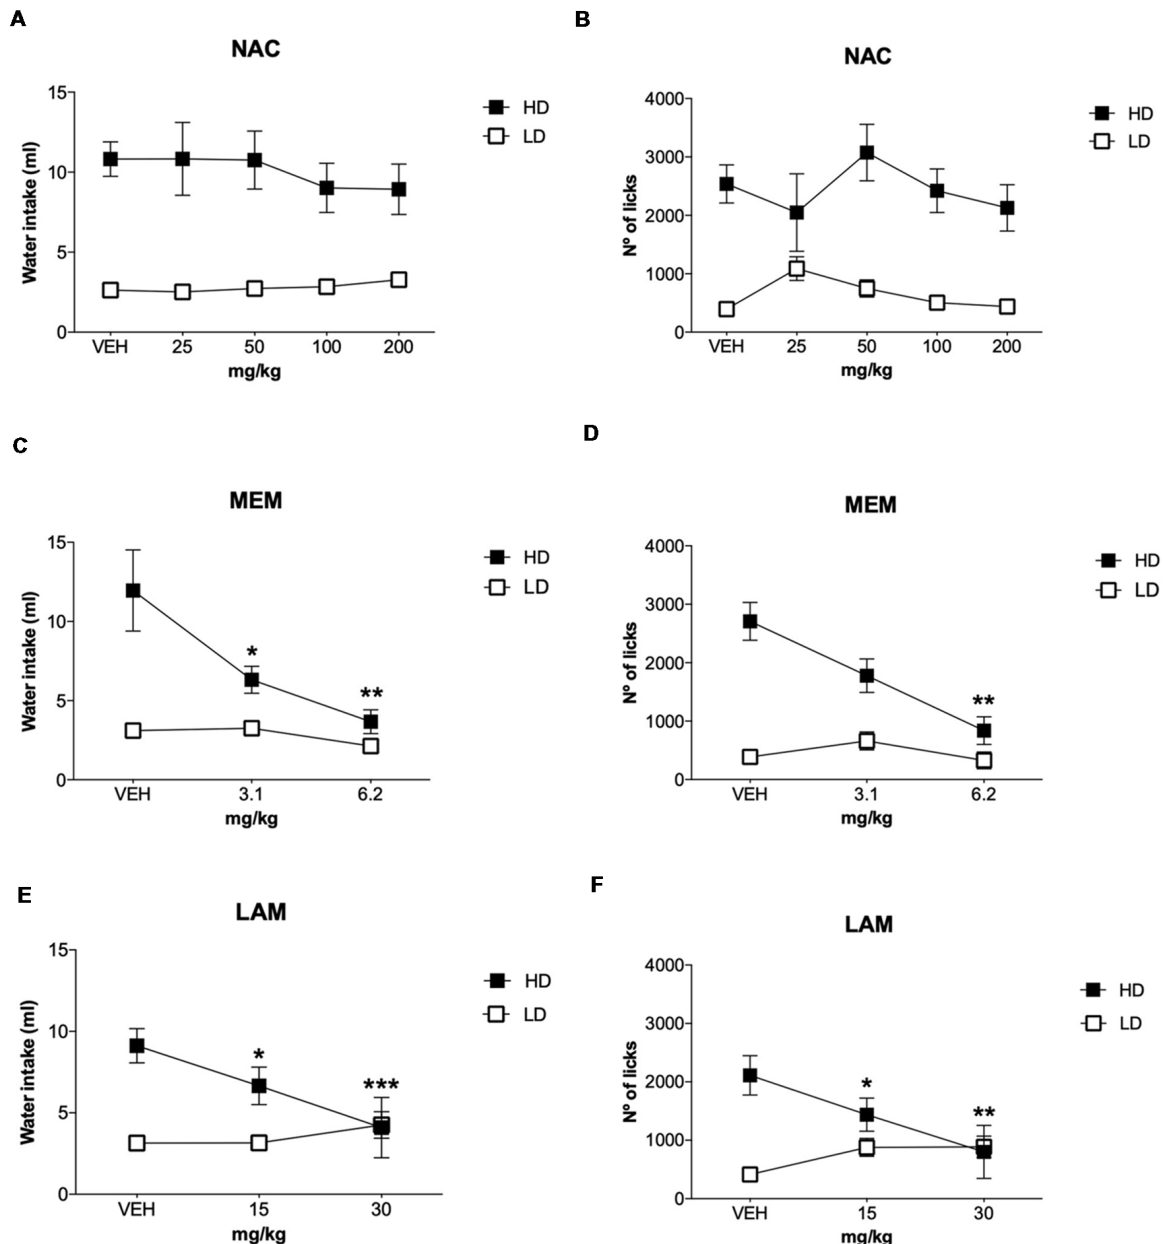 A
NAC
15
10
5
0
Water intake (ml)
VEH 25 50 100 200
mg/kg
HD
LD
B
NAC
4000
3000
2000
1000
0
Nº of licks
VEH 25 50 100 200
mg/kg
HD
LD
C
MEM
15
10
5
0
Water intake (ml)
*
**
VEH 3.1 6.2
mg/kg
HD
LD
D
MEM
4000
3000
2000
1000
0
Nº of licks
**
VEH 3.1 6.2
mg/kg
HD
LD
E
LAM
15
10
5
0
Water intake (ml)
*
***
VEH 15 30
mg/kg
HD
LD
F
LAM
4000
3000
2000
1000
0
Nº of licks
*
**
VEH 15 30
mg/kg
HD
LD